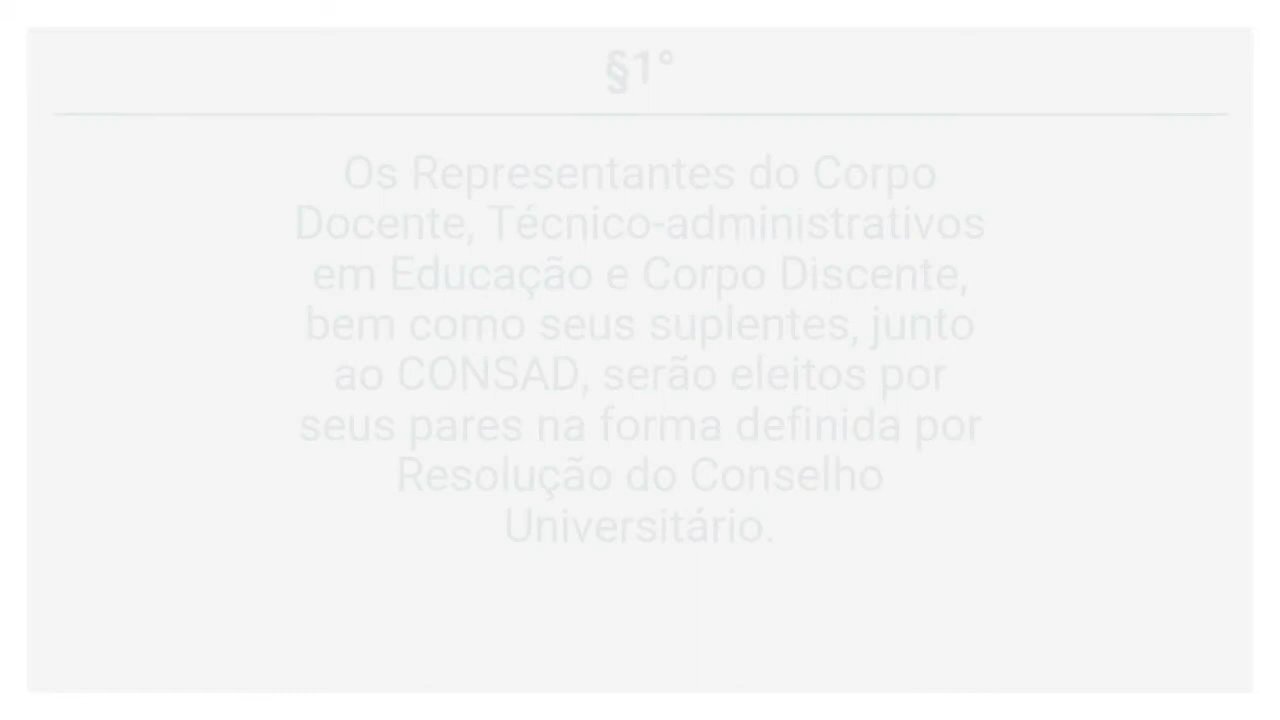 §1°
Os Representantes do Corpo
Docente, Técnico-administrativos
em Educação e Corpo Discente,
bem como seus suplentes, junto
ao CONSAD, serão eleitos por
seus pares na forma definida por
Resolução do Conselho
Universitário.